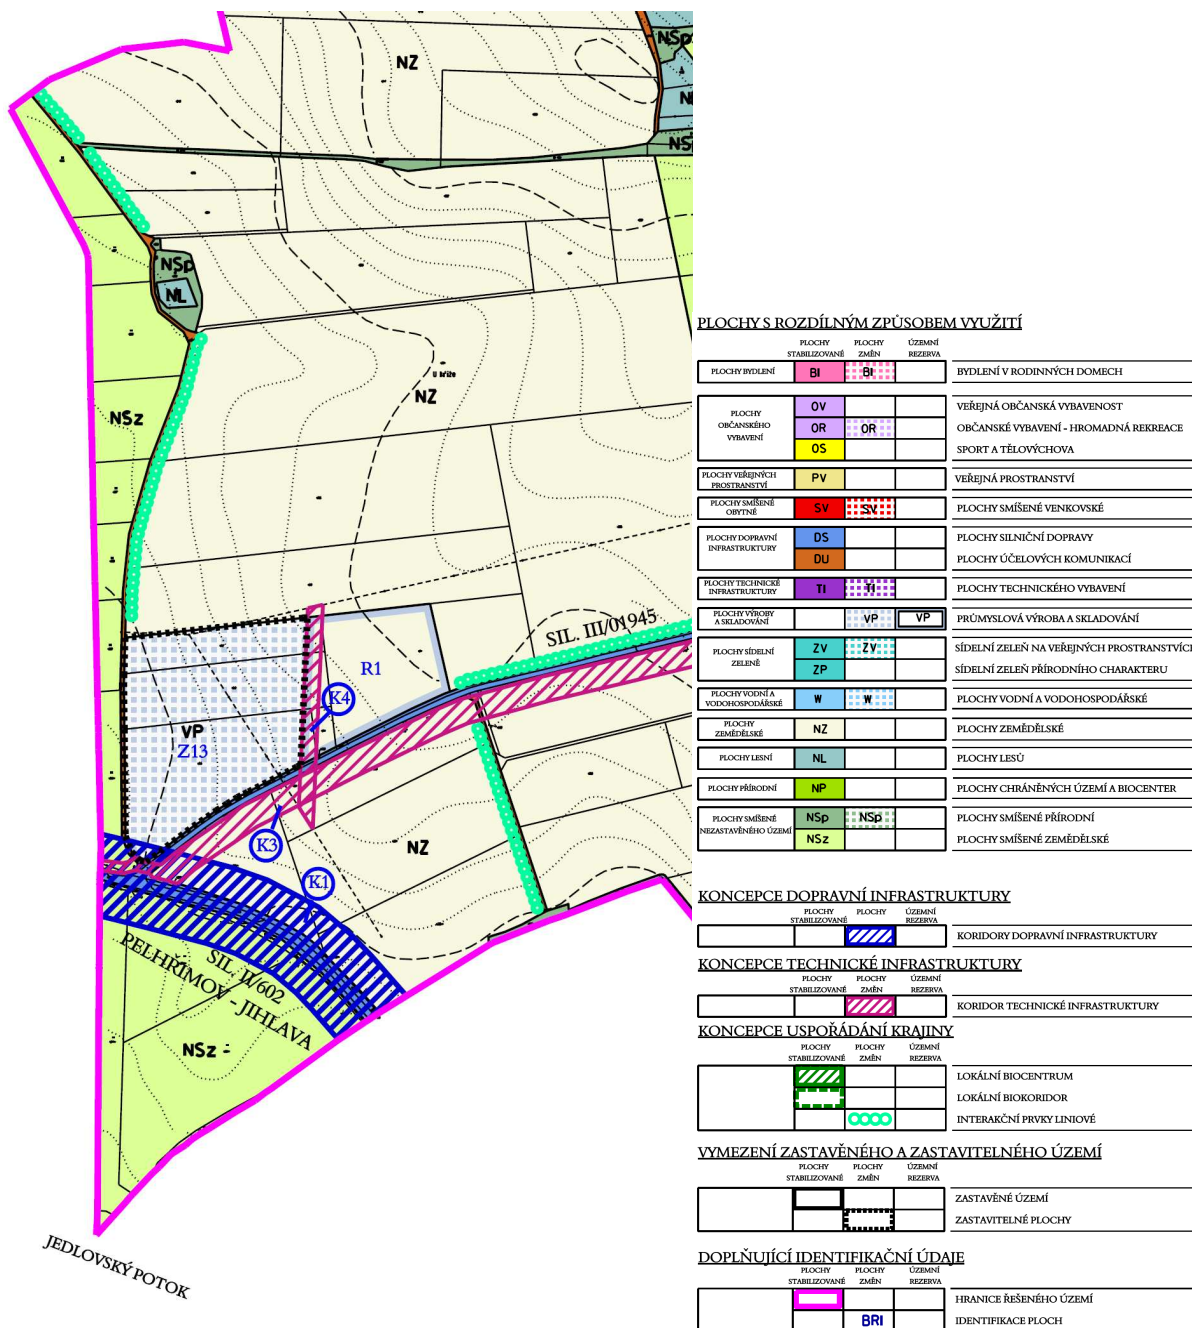 NSp
NZ
N
NS
NSp
NL
U bříze
NZ
NSz
SIL. III/01945
R1
K4
VP
Z13
K3
NZ
K1
SIL. II/602
PELHŘIMOV - JIHLAVA
NSz
JEDLOVSKÝ POTOK
PLOCHY S ROZDÍLNÝM ZPŮSOBEM VYUŽITÍ
PLOCHY STABILIZOVANÉ PLOCHY ZMĚN ÚZEMNÍ REZERVA
PLOCHY BYDLENÍ BI BI BYDLENÍ V RODINNÝCH DOMECH
PLOCHY OBČANSKÉHO VYBAVENÍ
OV VEŘEJNÁ OBČANSKÁ VYBAVENOST
OR OR OBČANSKÉ VYBAVENÍ - HROMADNÁ REKREACE
OS SPORT A TĚLOVÝCHOVA
PLOCHY VEŘEJNÝCH PROSTRANSTVÍ PV VEŘEJNÁ PROSTRANSTVÍ
PLOCHY SMÍŠENÉ OBYTNÉ SV SV PLOCHY SMÍŠENÉ VENKOVSKÉ
PLOCHY DOPRAVNÍ INFRASTRUKTURY
DS PLOCHY SILNIČNÍ DOPRAVY
DU PLOCHY ÚČELOVÝCH KOMUNIKACÍ
PLOCHY TECHNICKÉ INFRASTRUKTURY TI TI PLOCHY TECHNICKÉHO VYBAVENÍ
PLOCHY VÝROBY A SKLADOVÁNÍ VP VP PRŮMYSLOVÁ VÝROBA A SKLADOVÁNÍ
PLOCHY SÍDELNÍ ZELENĚ
ZV ZV SÍDELNÍ ZELEŇ NA VEŘEJNÝCH PROSTRANSTVÍCH
ZP SÍDELNÍ ZELEŇ PŘÍRODNÍHO CHARAKTERU
PLOCHY VODNÍ A VODOHOSPODÁŘSKÉ W W PLOCHY VODNÍ A VODOHOSPODÁŘSKÉ
PLOCHY ZEMĚDĚLSKÉ NZ PLOCHY ZEMĚDĚLSKÉ
PLOCHY LESNÍ NL PLOCHY LESŮ
PLOCHY PŘÍRODNÍ NP PLOCHY CHRÁNĚNÝCH ÚZEMÍ A BIOCENTER
PLOCHY SMÍŠENÉ NEZASTAVĚNÉHO ÚZEMÍ
NSp NSp PLOCHY SMÍŠENÉ PŘÍRODNÍ
NSz PLOCHY SMÍŠENÉ ZEMĚDĚLSKÉ
KONCEPCE DOPRAVNÍ INFRASTRUKTURY
PLOCHY STABILIZOVANÉ PLOCHY ÚZEMNÍ REZERVA
KORIDORY DOPRAVNÍ INFRASTRUKTURY
KONCEPCE TECHNICKÉ INFRASTRUKTURY
PLOCHY STABILIZOVANÉ PLOCHY ZMĚN ÚZEMNÍ REZERVA
KORIDOR TECHNICKÉ INFRASTRUKTURY
KONCEPCE USPOŘÁDÁNÍ KRAJINY
PLOCHY STABILIZOVANÉ PLOCHY ZMĚN ÚZEMNÍ REZERVA
LOKÁLNÍ BIOCENTRUM
LOKÁLNÍ BIOKORIDOR
INTERAKČNÍ PRVKY LINIOVÉ
VYMEZENÍ ZASTAVĚNÉHO A ZASTAVITELNÉHO ÚZEMÍ
PLOCHY STABILIZOVANÉ PLOCHY ZMĚN ÚZEMNÍ REZERVA
ZASTAVĚNÉ ÚZEMÍ
ZASTAVITELNÉ PLOCHY
DOPLŇUJÍCÍ IDENTIFIKAČNÍ ÚDAJE
PLOCHY STABILIZOVANÉ PLOCHY ZMĚN ÚZEMNÍ REZERVA
HRANICE ŘEŠENÉHO ÚZEMÍ
BRI IDENTIFIKACE PLOCH